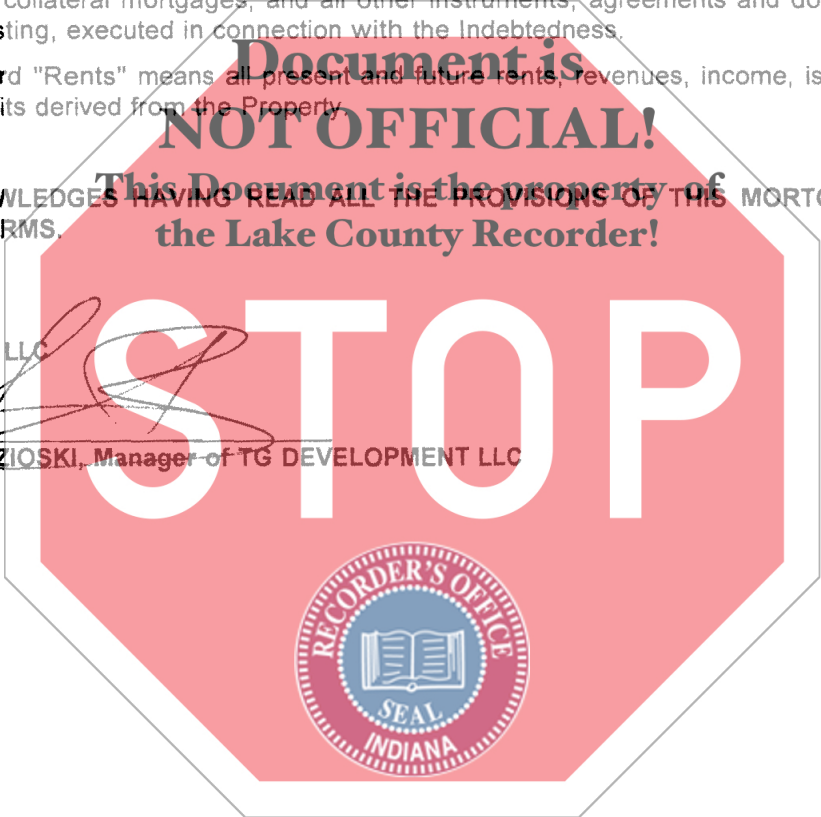 collateral mortgages, and all other instruments, agreements and do
sting, executed in connection with the Indebtedness.
Document is
rd "Rents" means all present and future rents, revenues, income, is
its derived from the Property.
NOT OFFICIAL!
This Document is the property of
WLEDGES HAVING READ ALL THE PROVISIONS OF THIS MORTG
RMS.
the Lake County Recorder!
STOP
LLC
ZIOSKI, Manager of TG DEVELOPMENT LLC
RECORDER'S OFFICE
SEAL
INDIANA